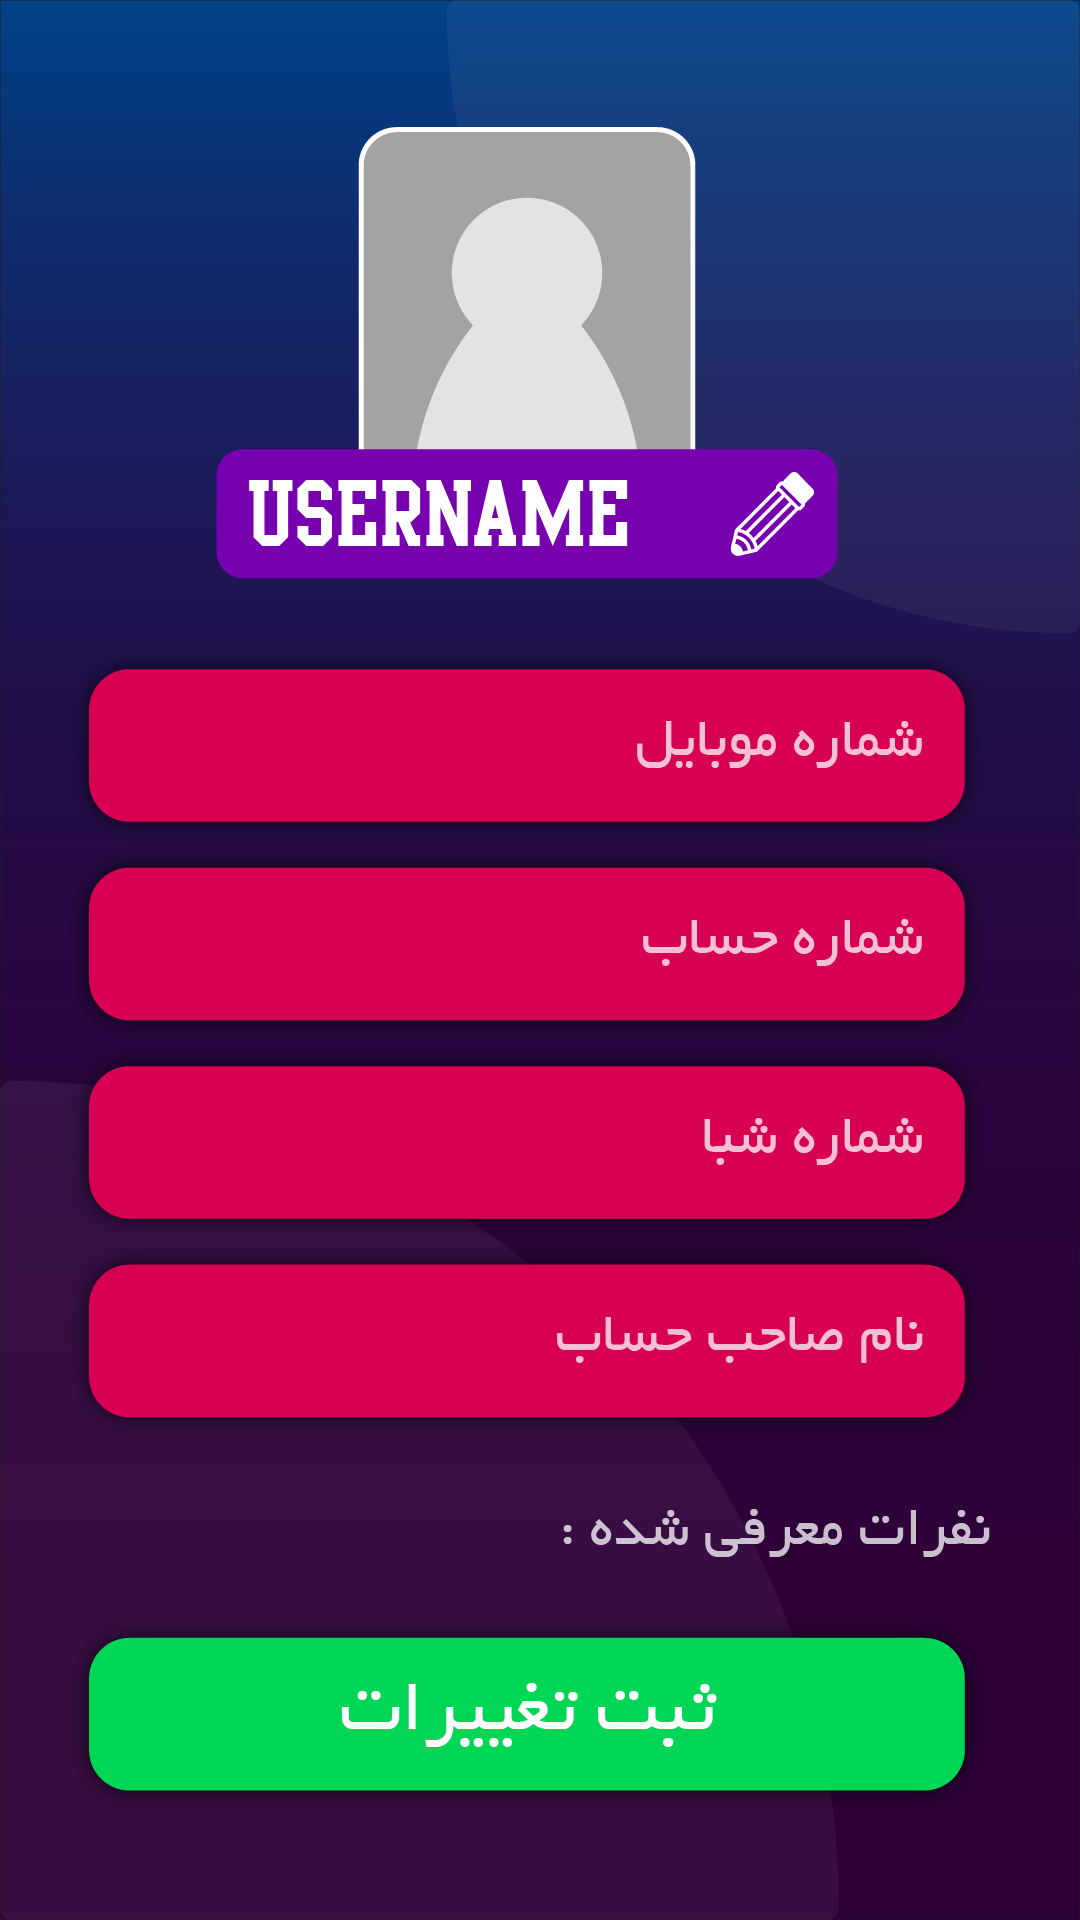 USERNAME
شماره موبایل
شماره حساب
شماره شبا
نام صاحب حساب
نفرات معرفی شده :
ثبت تغییرات